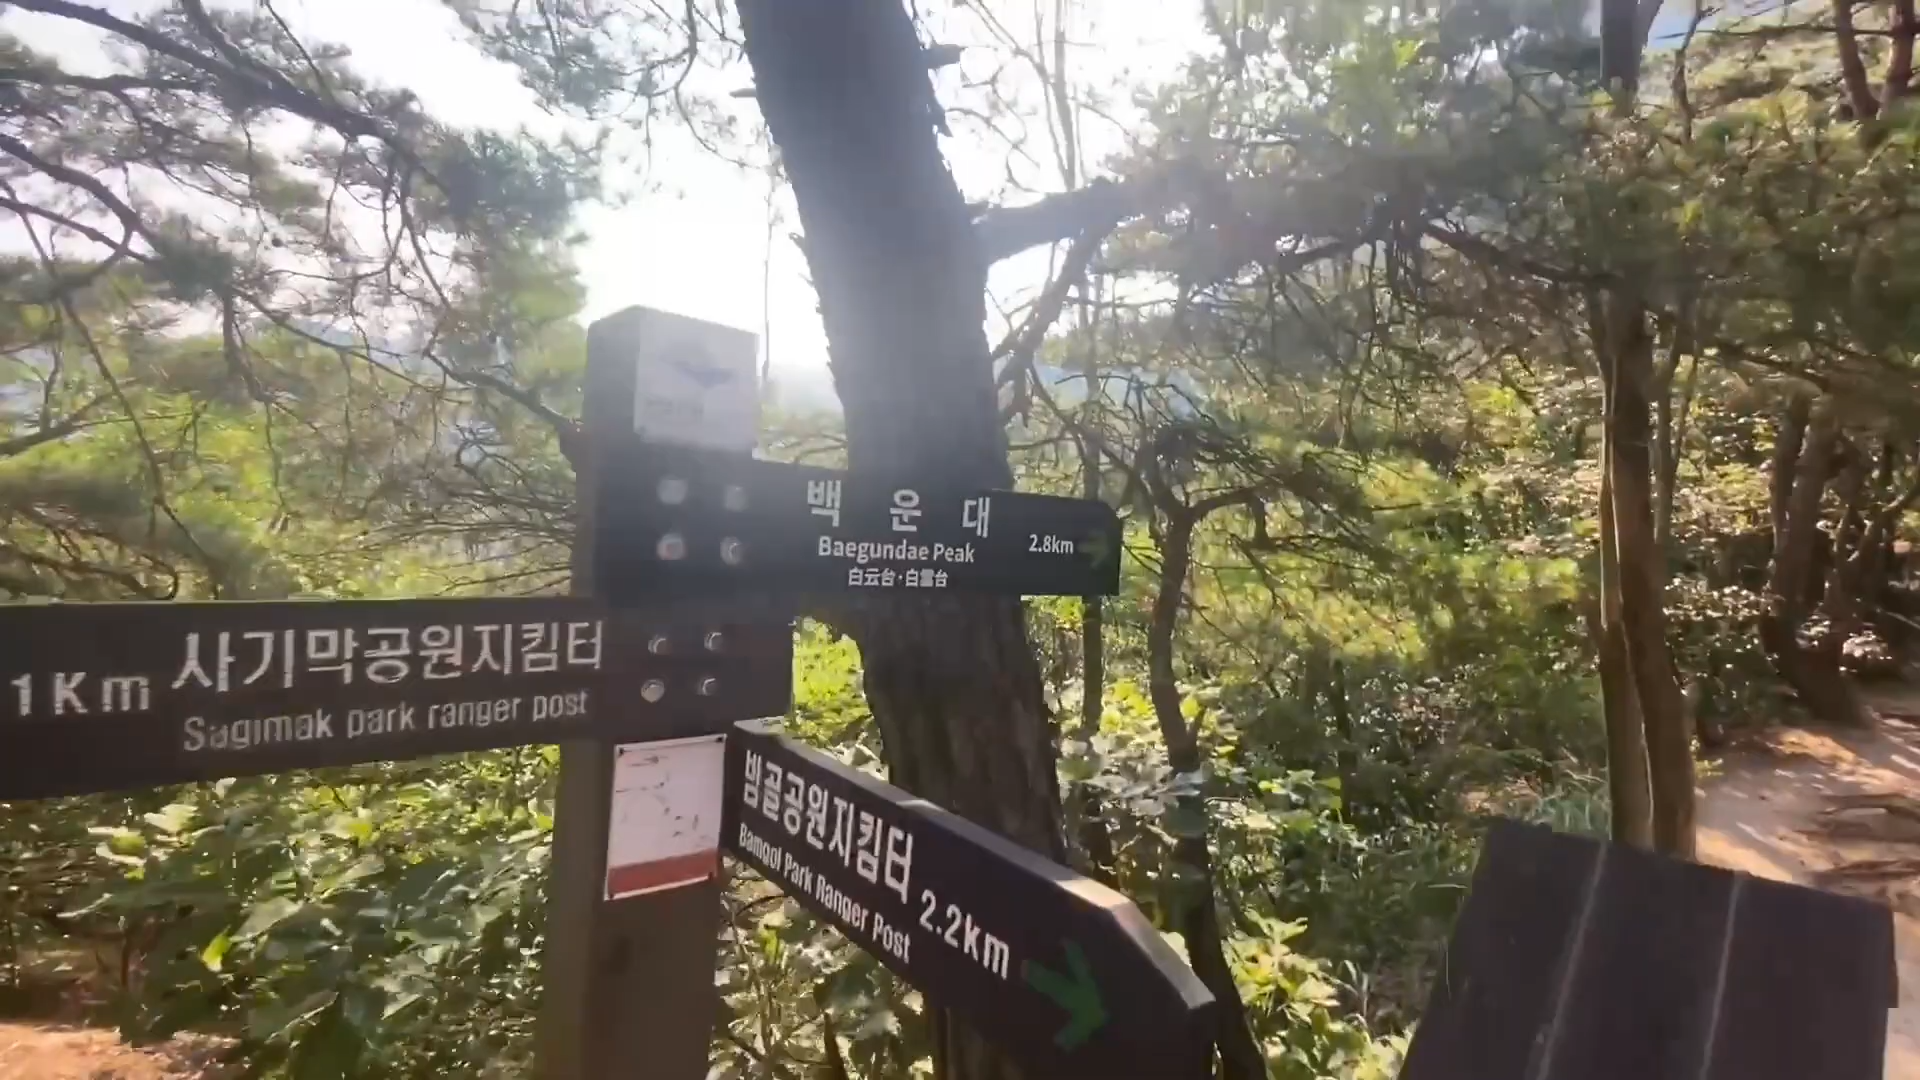 백 운 대
Baegundae Peak
2.8km
白云台·白雲台
1Km
사기막공원지킴터
Sagimak park ranger post
밤골공원지킴터
2.2km
Bamgol Park Ranger Post